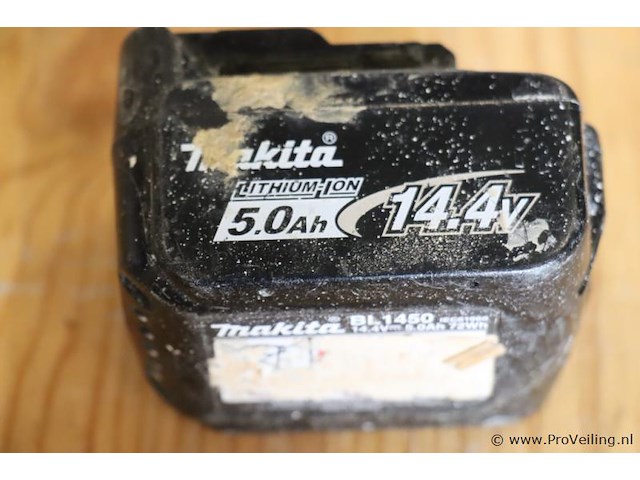 makita®
LITHIUM-ION
5.0Ah 14.4V
makita® BL1450
14.4V 5.0Ah 72Wh
© www.ProVeiling.nl